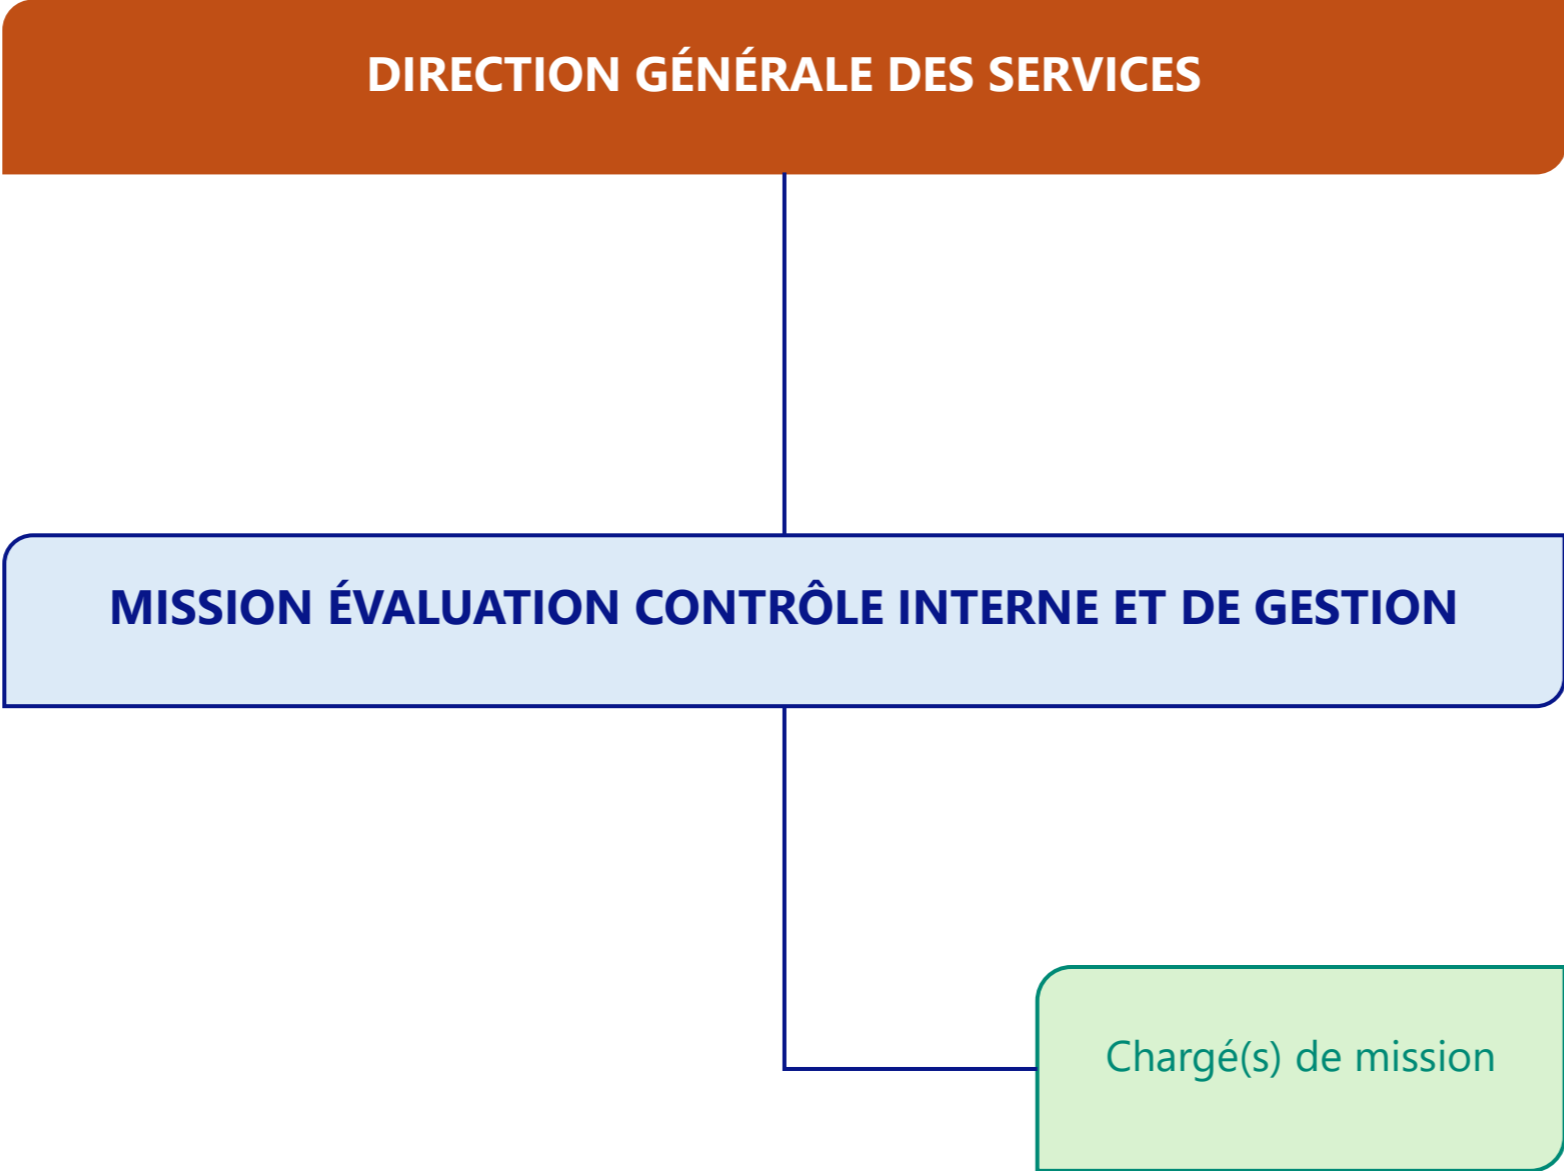 DIRECTION GÉNÉRALE DES SERVICES
MISSION ÉVALUATION CONTRÔLE INTERNE ET DE GESTION
Chargé(s) de mission